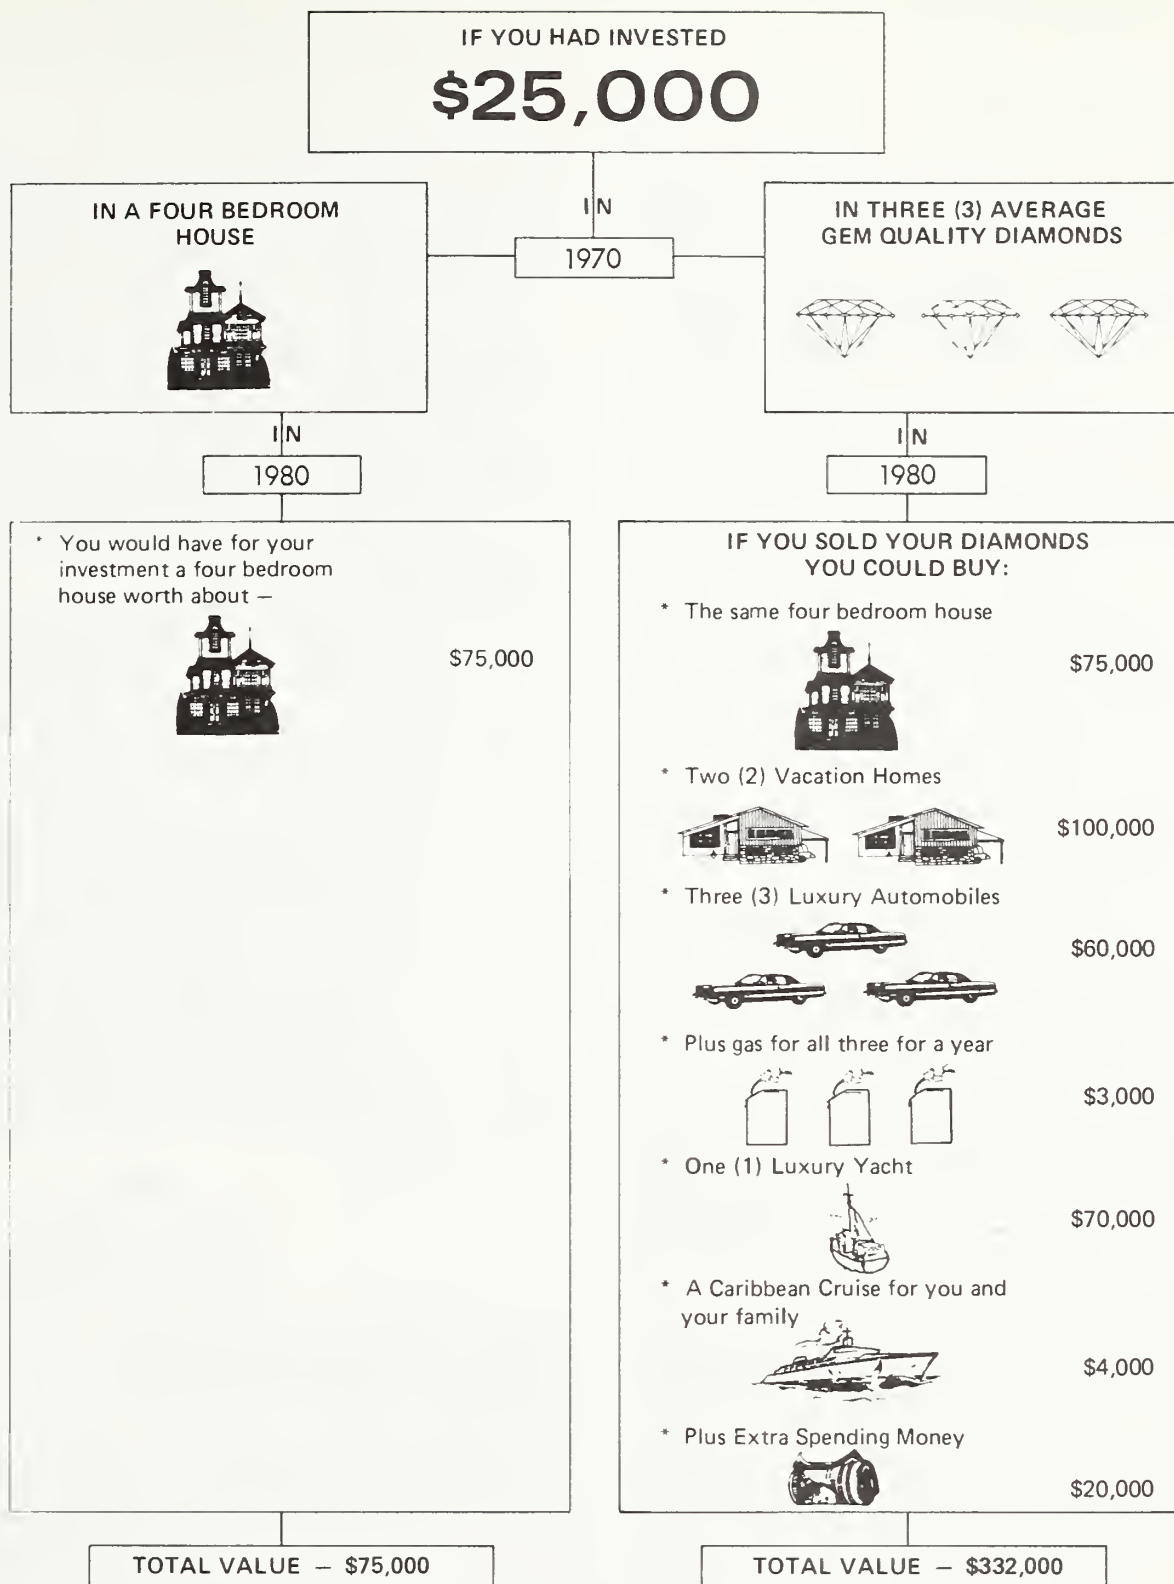 IF YOU HAD INVESTED
$25,000
IN
1970
IN A FOUR BEDROOM
HOUSE
IN THREE (3) AVERAGE
GEM QUALITY DIAMONDS
IN
1980
IN
1980
* You would have for your
investment a four bedroom
house worth about —
$75,000
IF YOU SOLD YOUR DIAMONDS
YOU COULD BUY:
* The same four bedroom house
$75,000
* Two (2) Vacation Homes
$100,000
* Three (3) Luxury Automobiles
$60,000
* Plus gas for all three for a year
$3,000
* One (1) Luxury Yacht
$70,000
* A Caribbean Cruise for you and
your family
$4,000
* Plus Extra Spending Money
$20,000
TOTAL VALUE — $75,000
TOTAL VALUE — $332,000